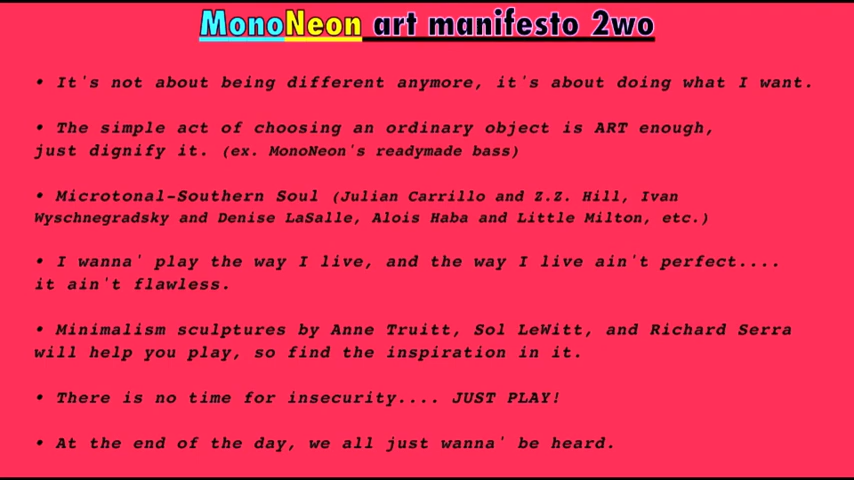 MonoNeon art manifesto 2wo
• It's not about being different anymore, it's about doing what I want.
• The simple act of choosing an ordinary object is ART enough,
just dignify it. (ex. MonoNeon's readymade bass)
• Microtonal-Southern Soul (Julian Carrillo and Z.Z. Hill, Ivan
Wyschnegradsky and Denise LaSalle, Alois Haba and Little Milton, etc.)
• I wanna' play the way I live, and the way I live ain't perfect....
it ain't flawless.
• Minimalism sculptures by Anne Truitt, Sol LeWitt, and Richard Serra
will help you play, so find the inspiration in it.
• There is no time for insecurity.... JUST PLAY!
• At the end of the day, we all just wanna' be heard.